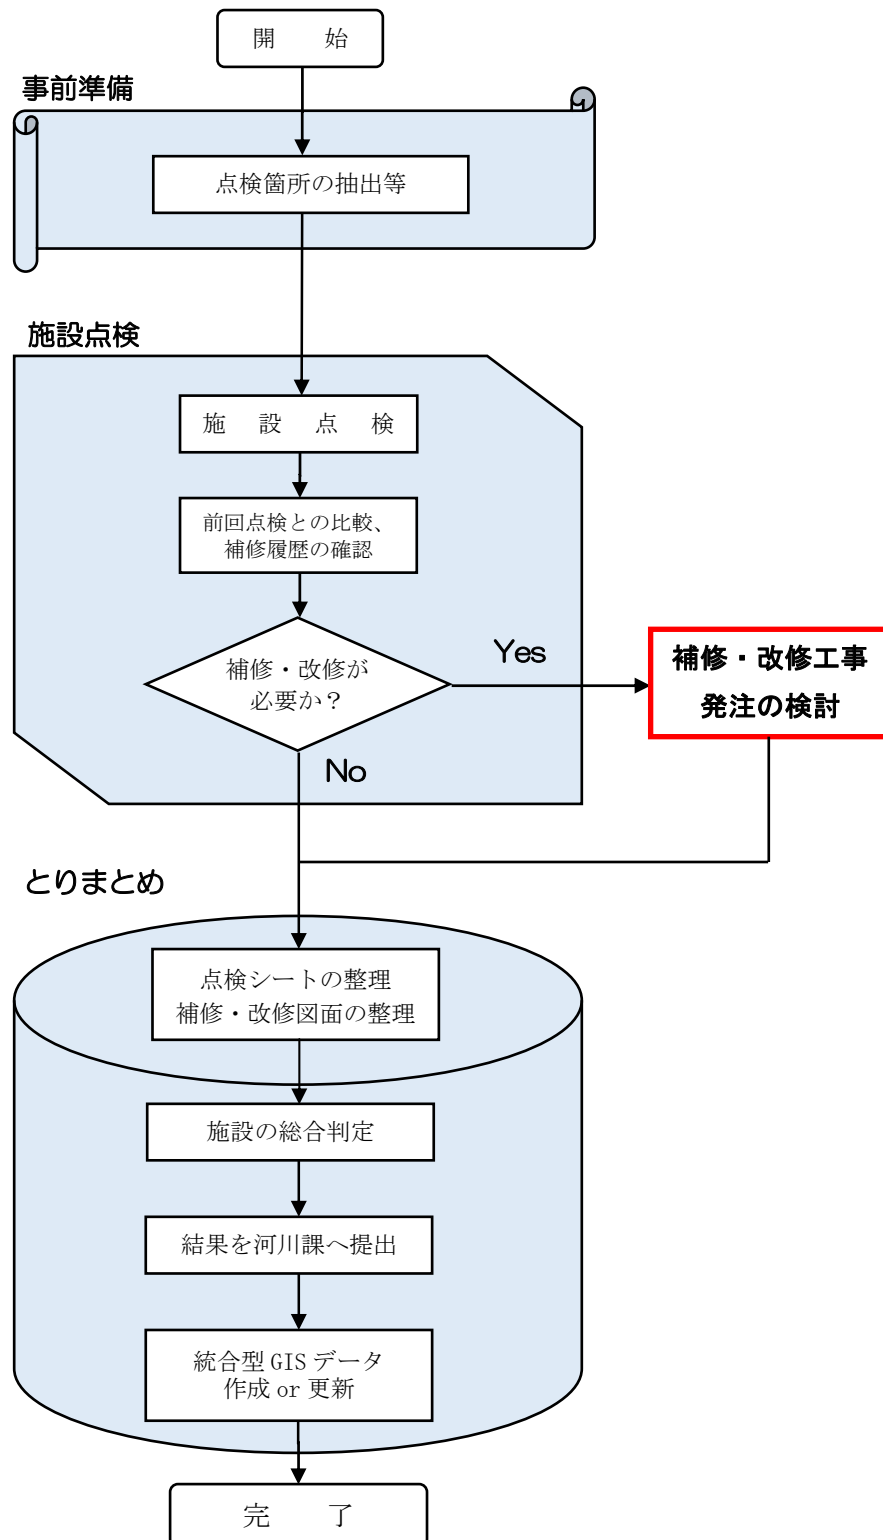 開　　始
事前準備
点検箇所の抽出等
施設点検
施　設　点　検
前回点検との比較、
補修履歴の確認
補修・改修が
必要か？
Yes
補修・改修工事
発注の検討
No
とりまとめ
点検シートの整理
補修・改修図面の整理
施設の総合判定
結果を河川課へ提出
統合型 GIS データ
作成 or 更新
完　　了